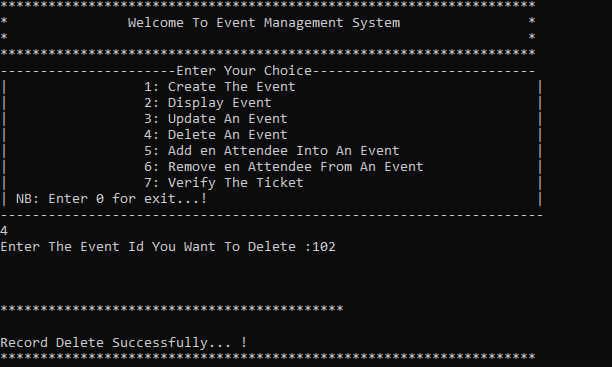 *******************************************************************
*               Welcome To Event Management System                *
*                                                                 *
*******************************************************************
----------------------Enter Your Choice----------------------------
|                 1: Create The Event                              |
|                 2: Display Event                                 |
|                 3: Update An Event                               |
|                 4: Delete An Event                               |
|                 5: Add en Attendee Into An Event                 |
|                 6: Remove en Attendee From An Event              |
|                 7: Verify The Ticket                             |
| NB: Enter 0 for exit...!                                         |
--------------------------------------------------------------------
4
Enter The Event Id You Want To Delete :102
*******************************************
Record Delete Successfully... !
*******************************************************************